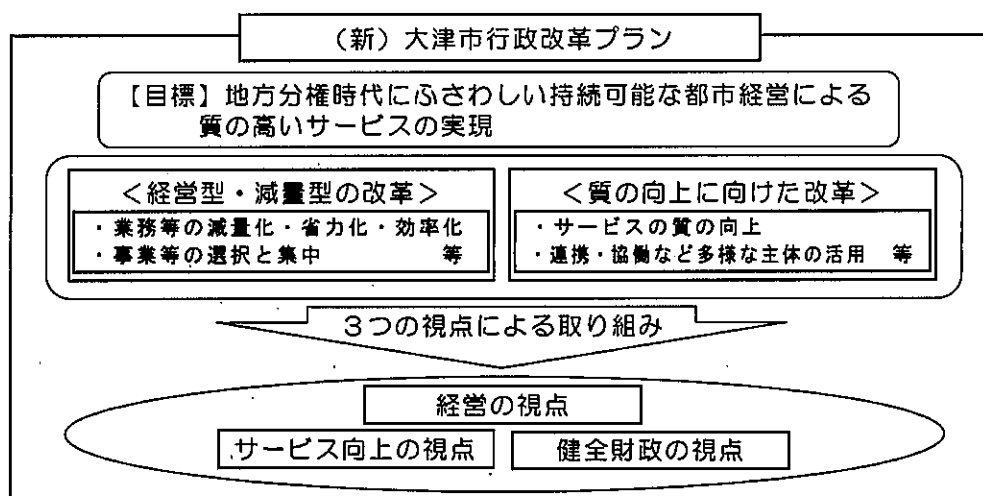 （新）大津市行政改革プラン
【目標】地方分権時代にふさわしい持続可能な都市経営による
質の高いサービスの実現
＜経営型・減量型の改革＞
・業務等の減量化・省力化・効率化
・事業等の選択と集中　等
＜質の向上に向けた改革＞
・サービスの質の向上
・連携・協働など多様な主体の活用　等
３つの視点による取り組み
経営の視点
サービス向上の視点
健全財政の視点